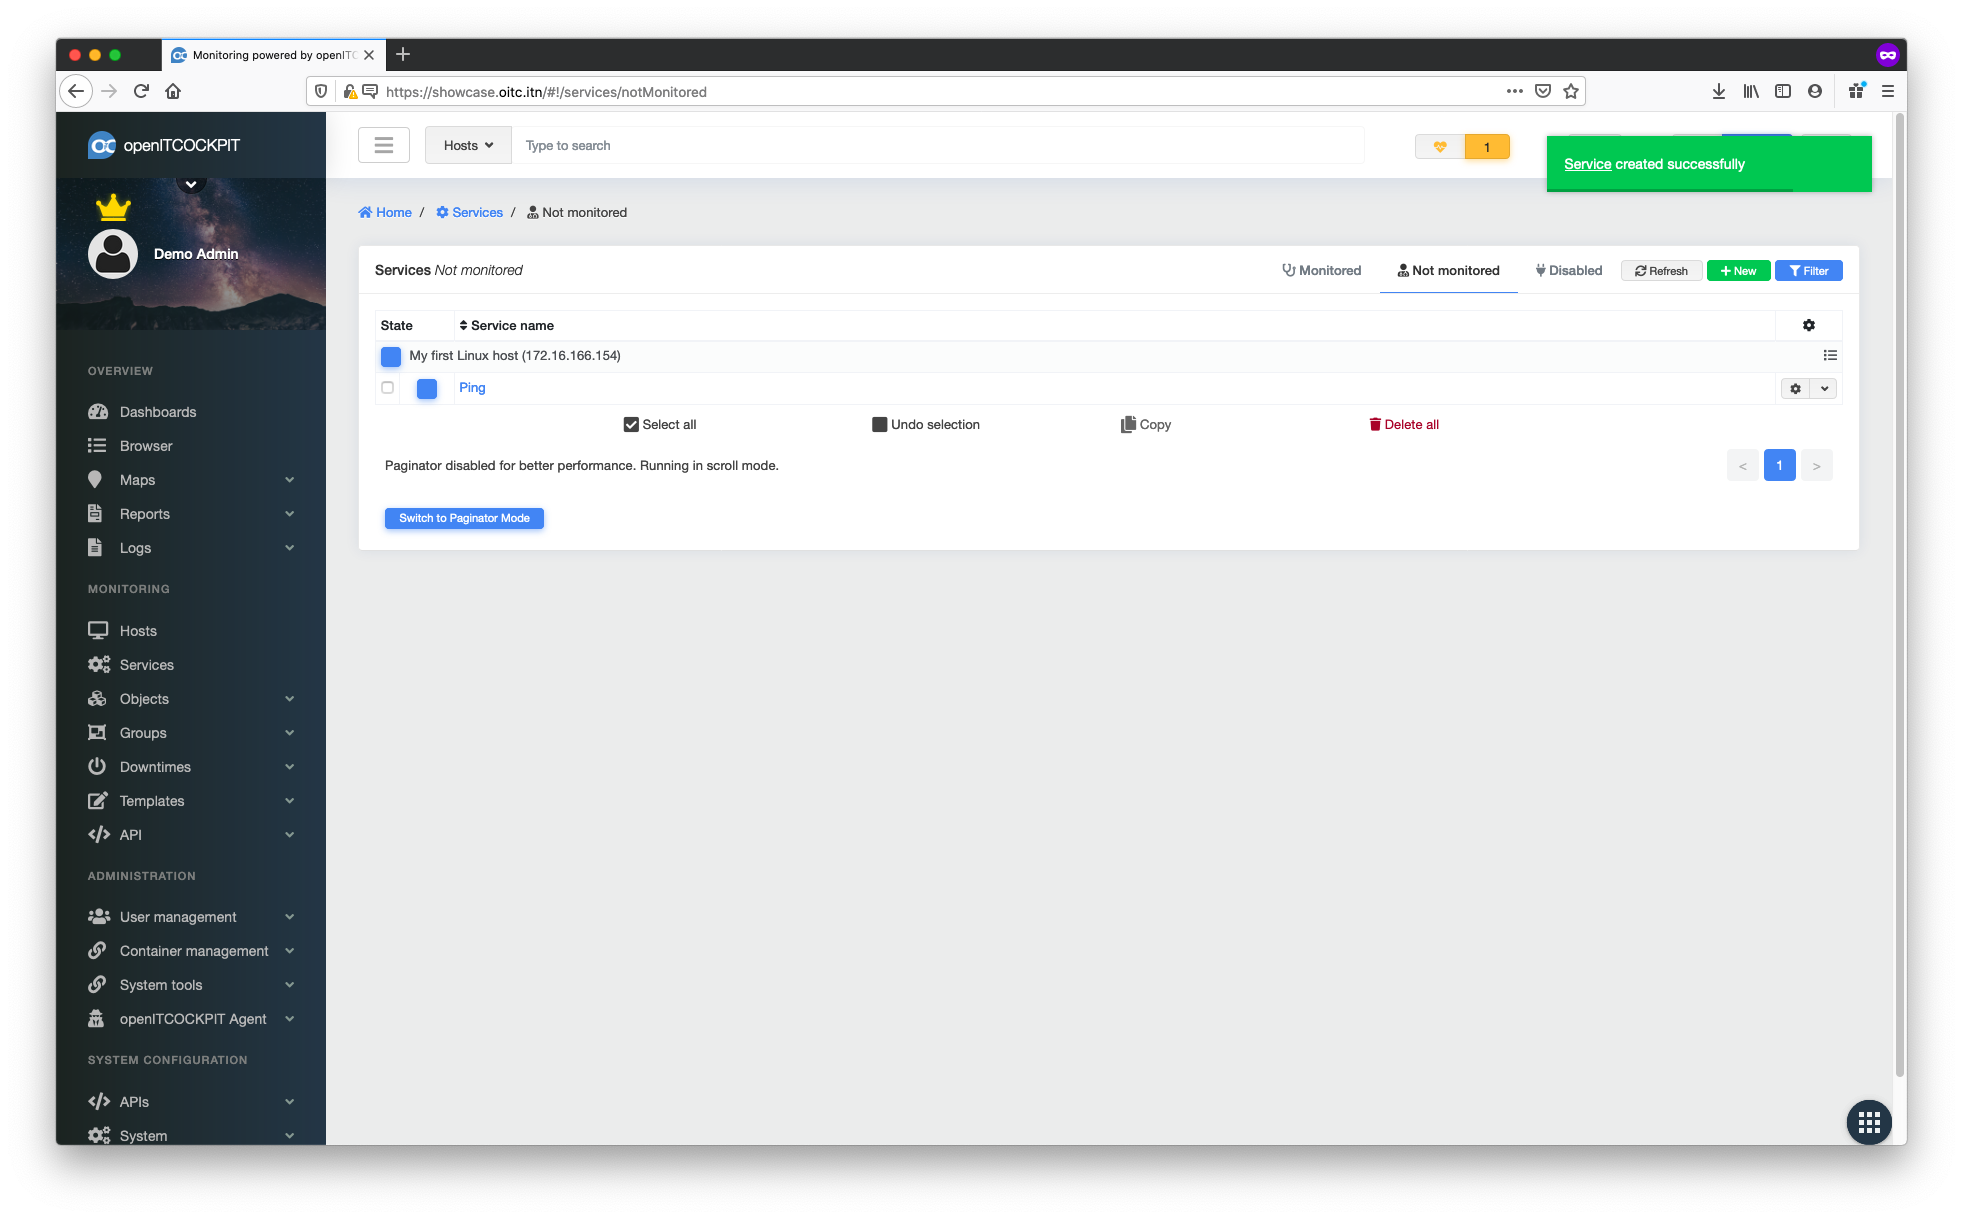 Monitoring powered by openITC
https://showcase.oitc.itn/#!/services/notMonitored
openITCOCKPIT
Hosts
Type to search
1
Service created successfully
Demo Admin
Home / Services / Not monitored
Services Not monitored
Monitored
Not monitored
Disabled
Refresh
New
Filter
State
Service name
My first Linux host (172.16.166.154)
Ping
Select all
Undo selection
Copy
Delete all
Paginator disabled for better performance. Running in scroll mode.
< 1 >
Switch to Paginator Mode
OVERVIEW
Dashboards
Browser
Maps
Reports
Logs
MONITORING
Hosts
Services
Objects
Groups
Downtimes
Templates
API
ADMINISTRATION
User management
Container management
System tools
openITCOCKPIT Agent
SYSTEM CONFIGURATION
APIs
System